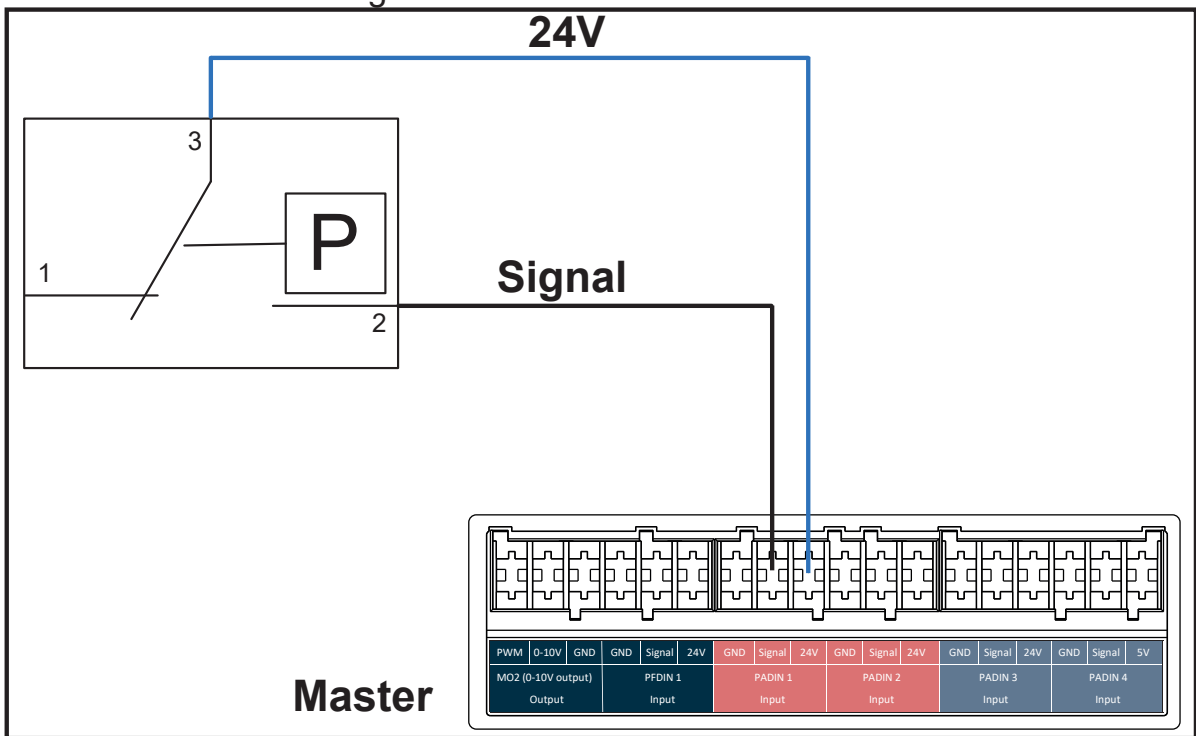 24V
3
P
1
Signal
2
PWM 0-10V GND GND Signal 24V GND Signal 24V GND Signal 24V GND Signal 24V GND Signal 5V
MO2 (0-10V output) PFDIN 1 PADIN 1 PADIN 2 PADIN 3 PADIN 4
Output Input Input Input Input Input
Master